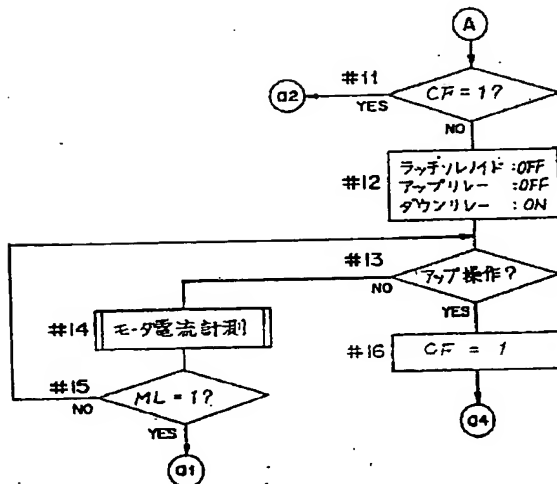 A
#11
CF=1?
a2
YES
NO
#12
ラッチソレノイド:OFF
アップリレー :OFF
ダウンリレー :ON
#13
アップ操作?
NO
YES
#14
モータ電流計測
#16
CF = 1
#15
ML=1?
NO
YES
a4
a1